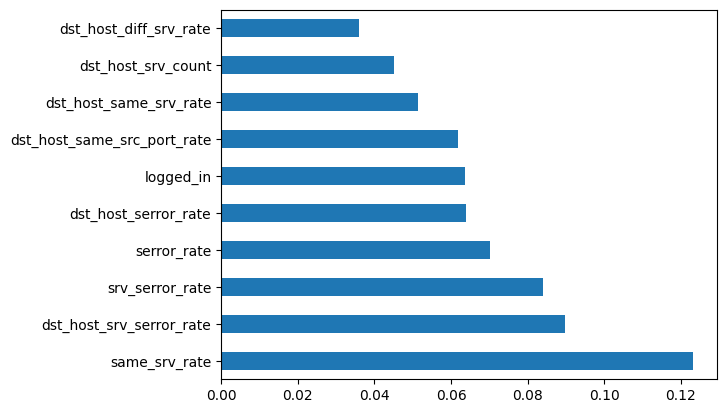 dst_host_diff_srv_rate
dst_host_srv_count
dst_host_same_srv_rate
dst_host_same_src_port_rate
logged_in
dst_host_serror_rate
serror_rate
srv_serror_rate
dst_host_srv_serror_rate
same_srv_rate
0.00 0.02 0.04 0.06 0.08 0.10 0.12